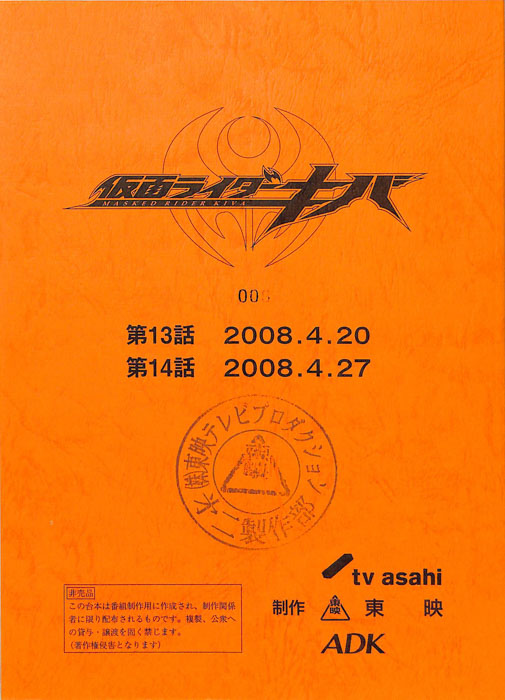 仮面ライダーキバ
MASKED RIDER KIVA
第13話 2008.4.20
第14話 2008.4.27
㈱東映テレビプロダクション
製作部
tv asahi
制作 東映 東映
ADK
非売品
この台本は番組制作用に作成され、制作関係
者に限り配布されるものです。複製、公衆へ
の貸与・譲渡を固く禁じます。
(著作権侵害となります)